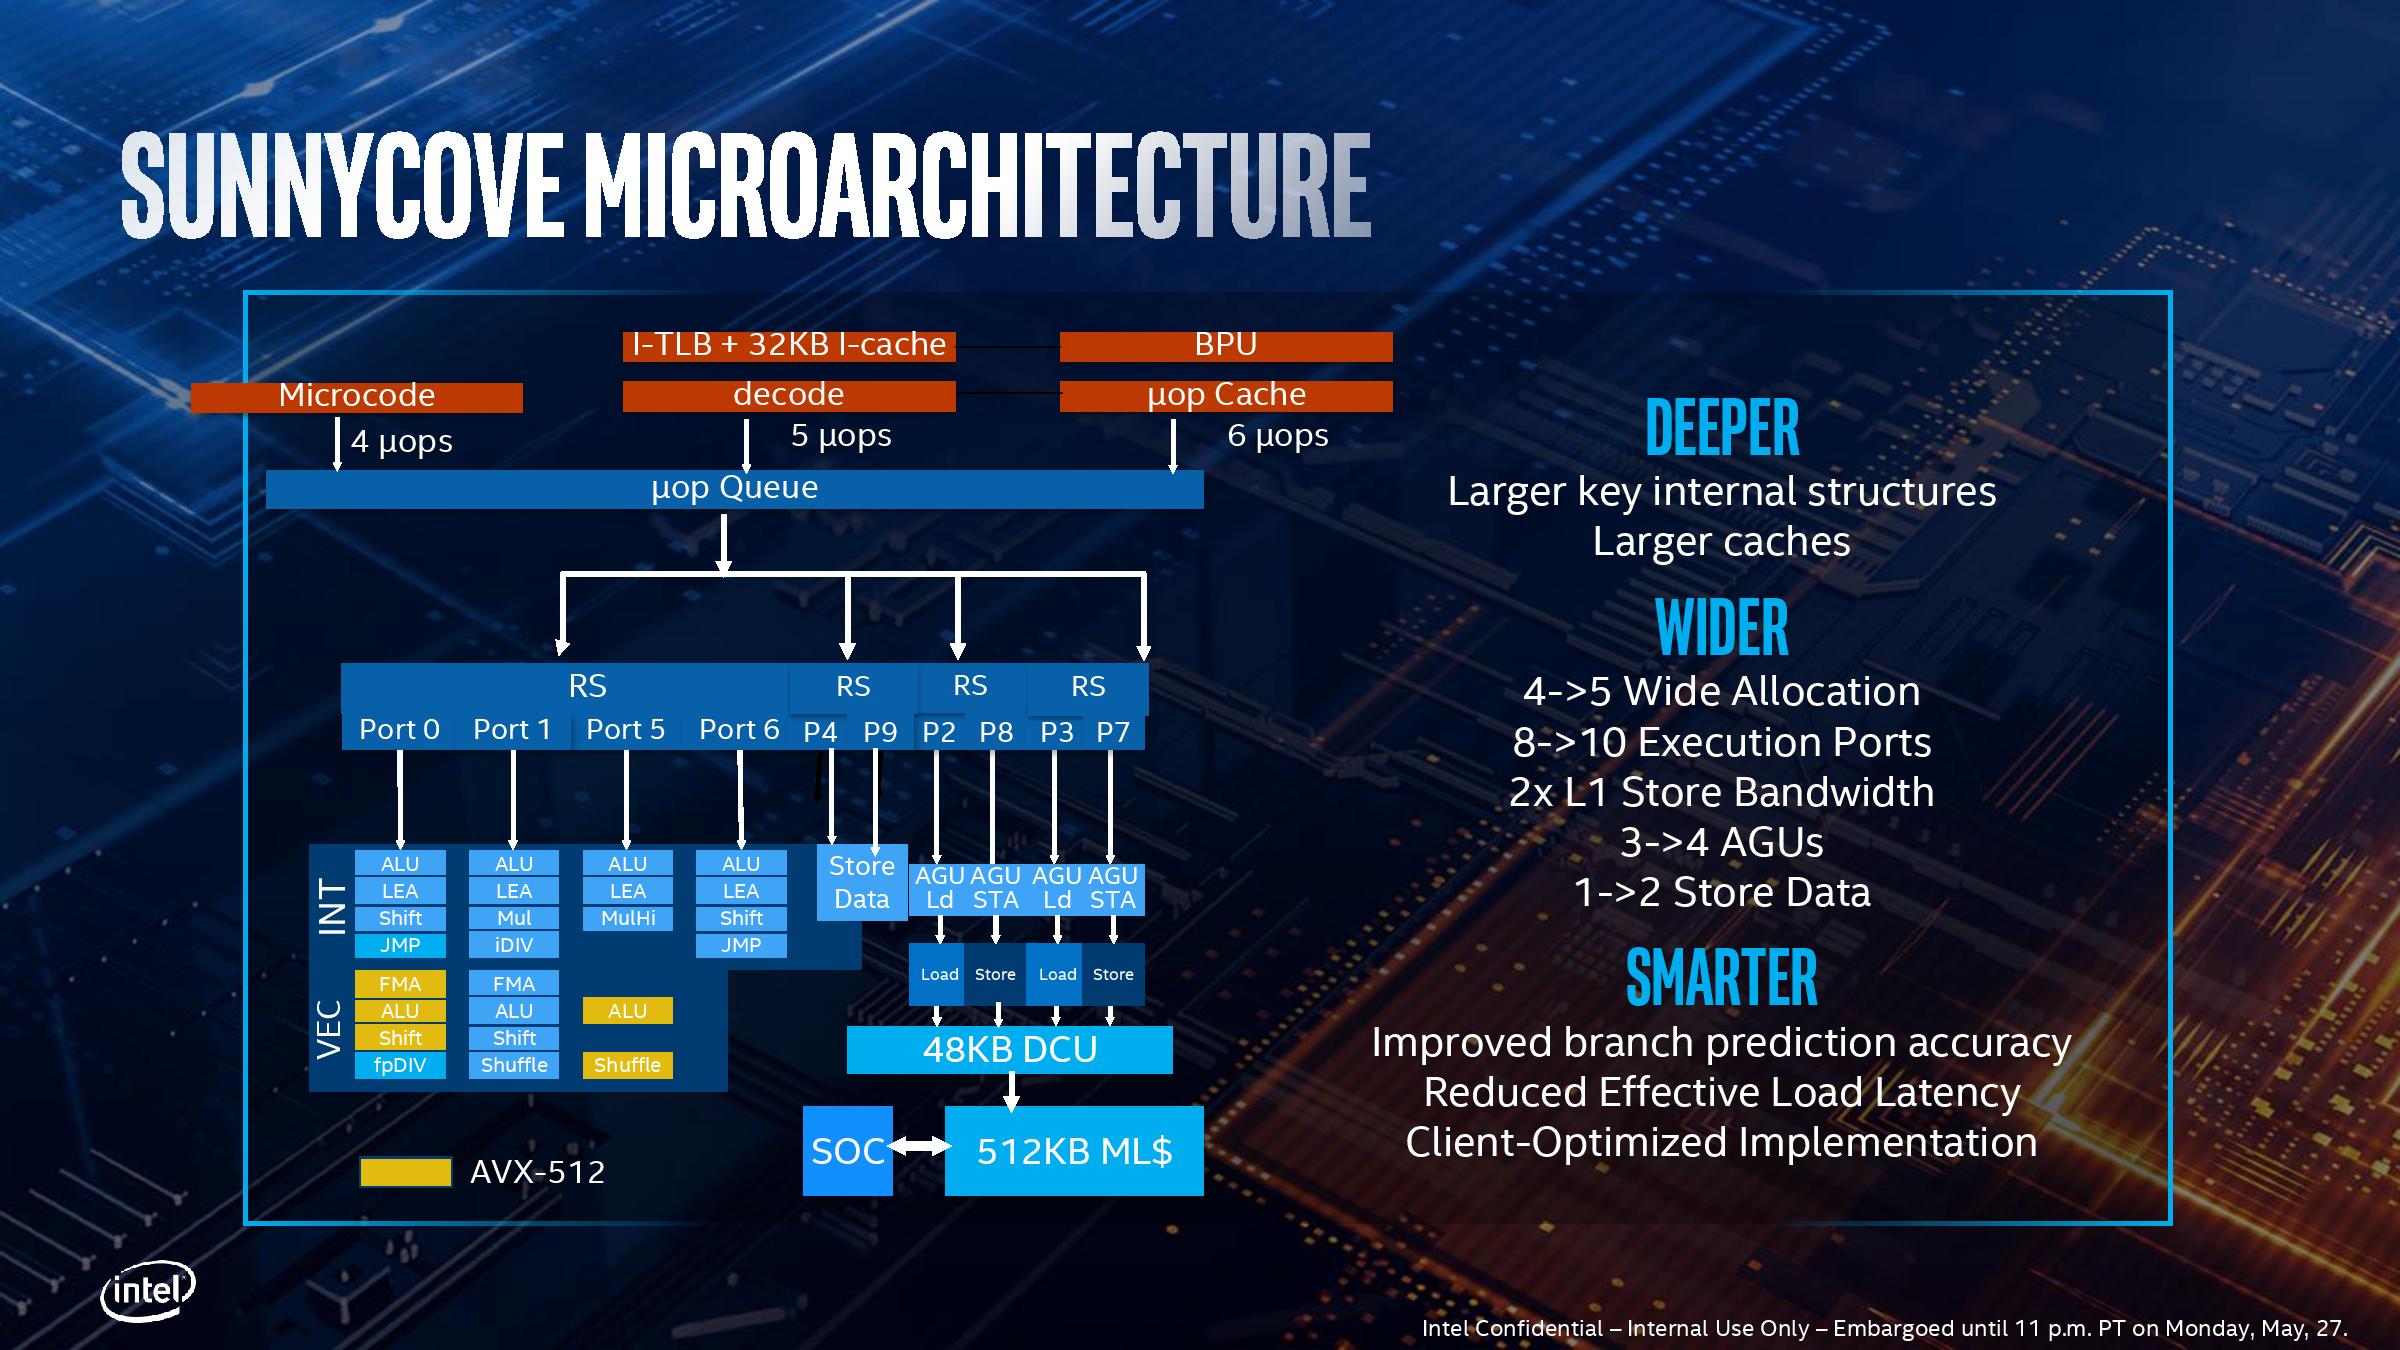 SUNNYCOVE MICROARCHITECTURE
I-TLB + 32KB I-cache
BPU
Microcode
decode
µop Cache
4 µops
5 µops
6 µops
µop Queue
RS
RS
RS
RS
Port 0
Port 1
Port 5
Port 6
P4
P9
P2
P8
P3
P7
INT
ALU
LEA
Shift
JMP
ALU
LEA
Mul
iDIV
ALU
LEA
MulHi
ALU
LEA
Shift
JMP
VEC
FMA
ALU
Shift
fpDIV
FMA
ALU
Shift
Shuffle
ALU
Shuffle
Store
Data
AGU
Ld
AGU
STA
AGU
Ld
AGU
STA
Load
Store
Load
Store
48KB DCU
SOC
512KB ML$
AVX-512
DEEPER
Larger key internal structures
Larger caches
WIDER
4->5 Wide Allocation
8->10 Execution Ports
2x L1 Store Bandwidth
3->4 AGUs
1->2 Store Data
SMARTER
Improved branch prediction accuracy
Reduced Effective Load Latency
Client-Optimized Implementation
intel
Intel Confidential – Internal Use Only – Embargoed until 11 p.m. PT on Monday, May, 27.